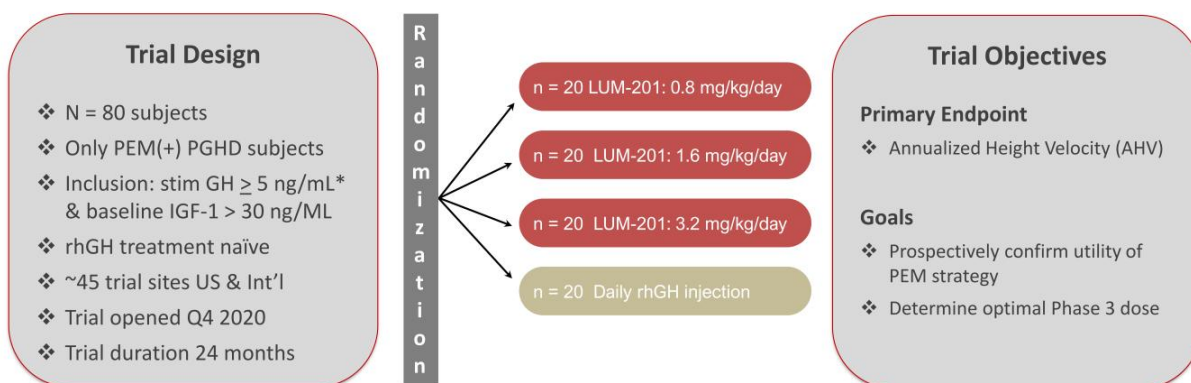 Trial Design
❖ N = 80 subjects
❖ Only PEM(+) PGHD subjects
❖ Inclusion: stim GH ≥ 5 ng/mL*
& baseline IGF-1 > 30 ng/ML
❖ rhGH treatment naïve
❖ ~45 trial sites US & Int'l
❖ Trial opened Q4 2020
❖ Trial duration 24 months
Randomization
n = 20 LUM-201: 0.8 mg/kg/day
n = 20 LUM-201: 1.6 mg/kg/day
n = 20 LUM-201: 3.2 mg/kg/day
n = 20 Daily rhGH injection
Trial Objectives
Primary Endpoint
❖ Annualized Height Velocity (AHV)
Goals
❖ Prospectively confirm utility of
PEM strategy
❖ Determine optimal Phase 3 dose